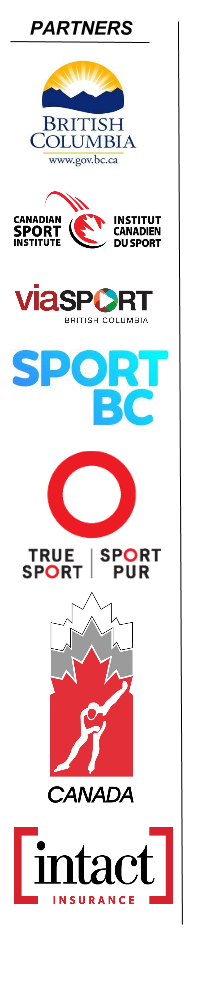 PARTNERS
BRITISH
COLUMBIA
www.gov.bc.ca
CANADIAN
SPORT
INSTITUTE
INSTITUT
CANADIEN
DU SPORT
viaSPORT
BRITISH COLUMBIA
SPORT
BC
TRUE
SPORT
SPORT
PUR
CANADA
intact
INSURANCE